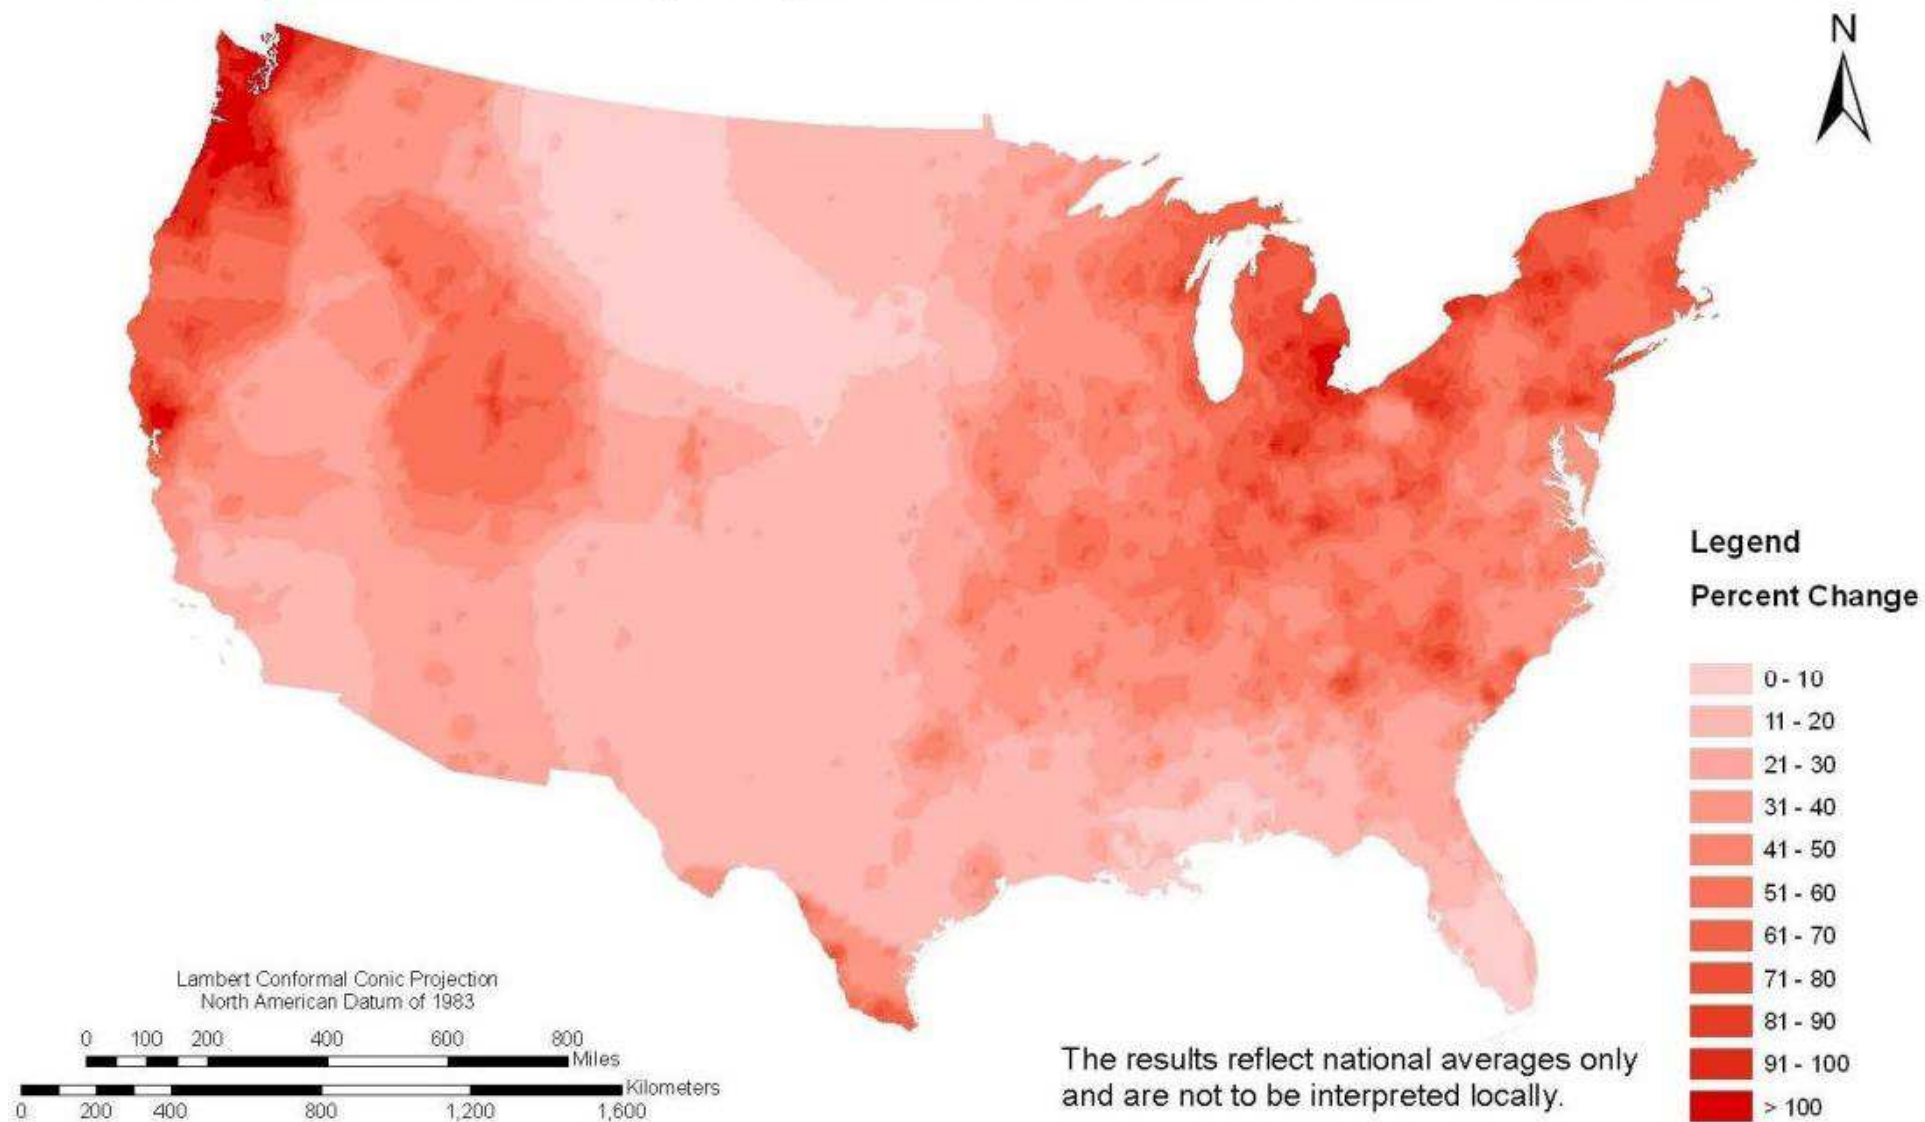 N
Legend
Percent Change
0 - 10
11 - 20
21 - 30
31 - 40
41 - 50
51 - 60
61 - 70
71 - 80
81 - 90
91 - 100
> 100
Lambert Conformal Conic Projection
North American Datum of 1983
0 100 200 400 600 800
Miles
Kilometers
0 200 400 800 1,200 1,600
The results reflect national averages only
and are not to be interpreted locally.